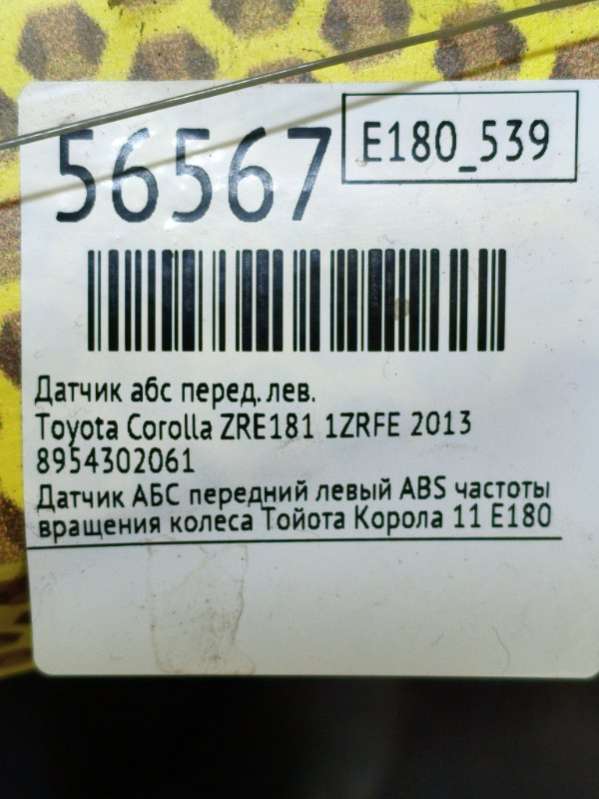 56567
E180_539
Датчик абс перед. лев.
Toyota Corolla ZRE181 1ZRFE 2013
8954302061
Датчик АБС передний левый ABS частоты
вращения колеса Тойота Корола 11 E180